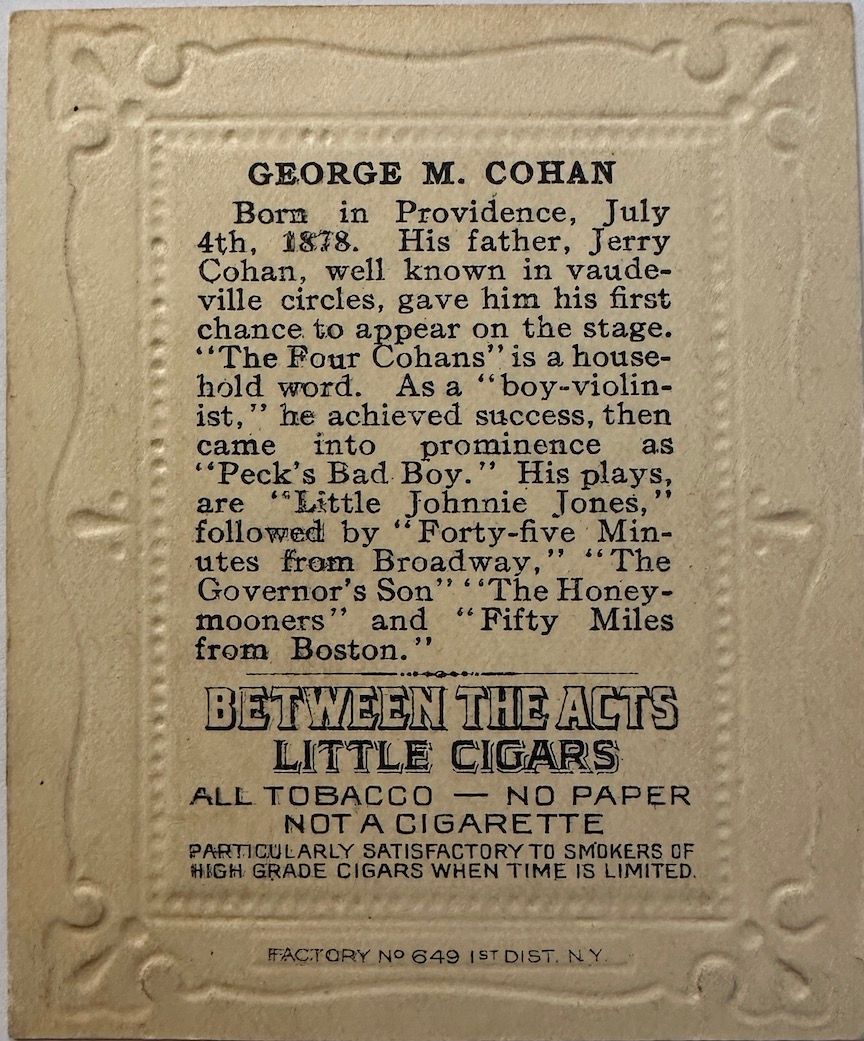 GEORGE M. COHAN
Born in Providence, July
4th, 1878. His father, Jerry
Cohan, well known in vaude-
ville circles, gave him his first
chance to appear on the stage.
“The Four Cohans” is a house-
hold word. As a “boy-violin-
ist,” he achieved success, then
came into prominence as
“Peck's Bad Boy.” His plays,
are “Little Johnnie Jones,”
followed by “Forty-five Min-
utes from Broadway,” “The
Governor's Son” “The Honey-
mooners” and “Fifty Miles
from Boston.”
BETWEEN THE ACTS
LITTLE CIGARS
ALL TOBACCO — NO PAPER
NOT A CIGARETTE
PARTICULARLY SATISFACTORY TO SMOKERS OF
HIGH GRADE CIGARS WHEN TIME IS LIMITED.
FACTORY Nº 649 1ST DIST. N.Y.